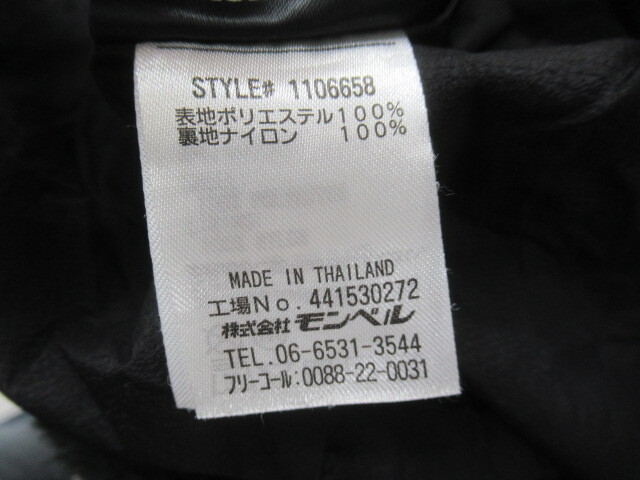 STYLE# 1106658
表地ポリエステル100%
裏地ナイロン 100%
MADE IN THAILAND
工場No. 441530272
株式会社 モンベル
TEL. 06-6531-3544
フリーコール:0088-22-0031